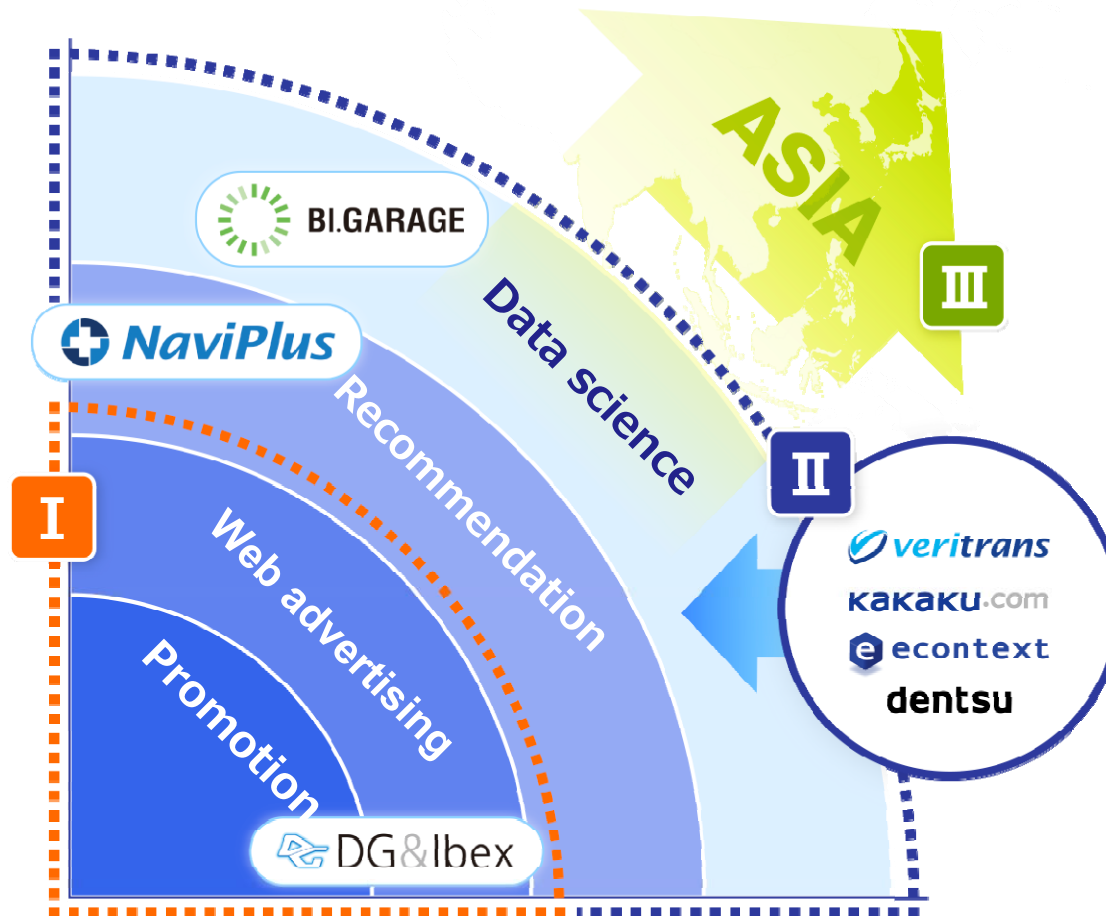 ASIA
III
BI.GARAGE
Data science
NaviPlus
Recommendation
II
I
Web advertising
veritrans
kakaku.com
e econtext
dentsu
Promotion
DG&Ibex